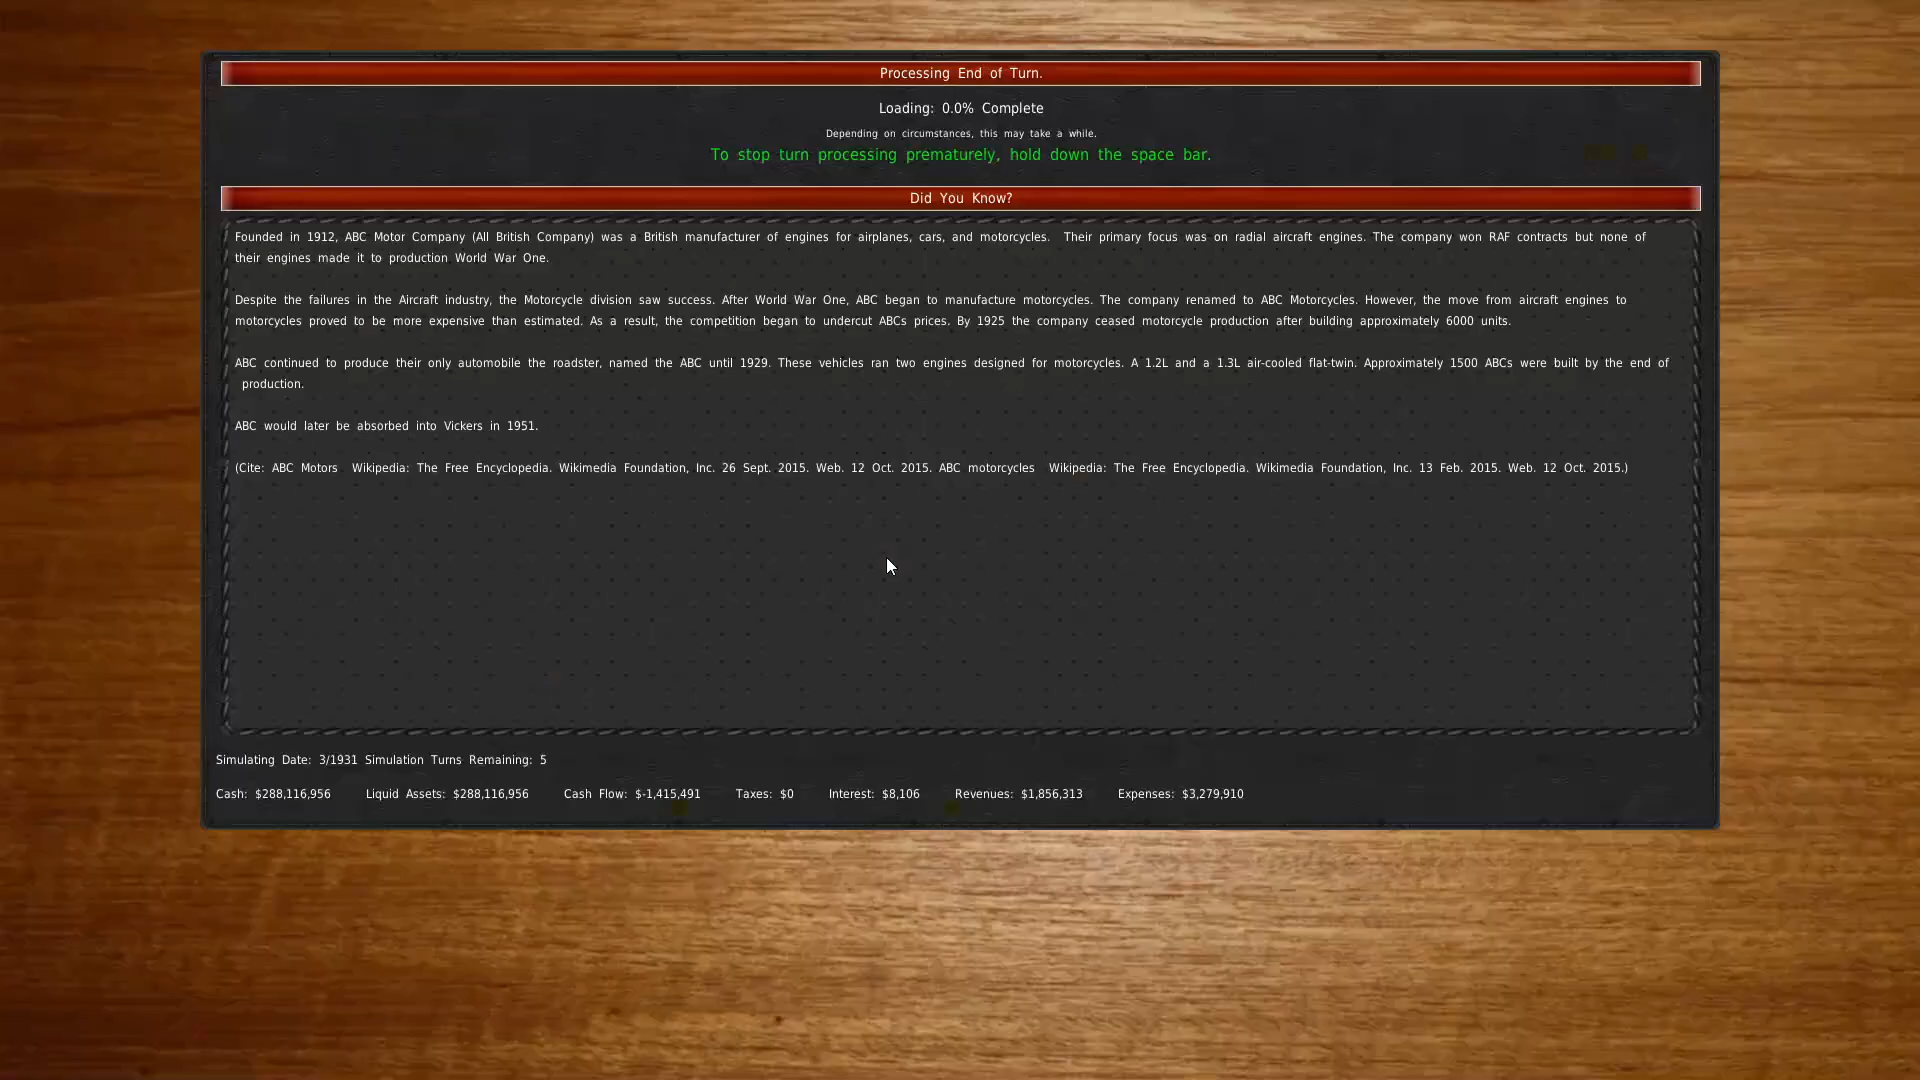 Processing End of Turn.
Loading: 0.0% Complete
Depending on circumstances, this may take a while.
To stop turn processing prematurely, hold down the space bar.
Did You Know?
Founded in 1912, ABC Motor Company (All British Company) was a British manufacturer of engines for airplanes, cars, and motorcycles. Their primary focus was on radial aircraft engines. The company won RAF contracts but none of
their engines made it to production World War One.
Despite the failures in the Aircraft industry, the Motorcycle division saw success. After World War One, ABC began to manufacture motorcycles. The company renamed to ABC Motorcycles. However, the move from aircraft engines to
motorcycles proved to be more expensive than estimated. As a result, the competition began to undercut ABCs prices. By 1925 the company ceased motorcycle production after building approximately 6000 units.
ABC continued to produce their only automobile the roadster, named the ABC until 1929. These vehicles ran two engines designed for motorcycles. A 1.2L and a 1.3L air-cooled flat-twin. Approximately 1500 ABCs were built by the end of
production.
ABC would later be absorbed into Vickers in 1951.
(Cite: ABC Motors Wikipedia: The Free Encyclopedia. Wikimedia Foundation, Inc. 26 Sept. 2015. Web. 12 Oct. 2015. ABC motorcycles Wikipedia: The Free Encyclopedia. Wikimedia Foundation, Inc. 13 Feb. 2015. Web. 12 Oct. 2015.)
Simulating Date: 3/1931 Simulation Turns Remaining: 5
Cash: $288,116,956 Liquid Assets: $288,116,956 Cash Flow: $-1,415,491 Taxes: $0 Interest: $8,106 Revenues: $1,856,313 Expenses: $3,279,910